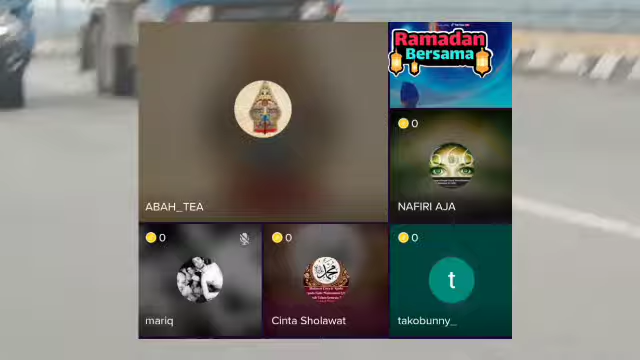 Ramadan
Bersama
ABAH_TEA
0
NAFIRI AJA
0
mariq
0
Cinta Sholawat
0
t
takobunny_